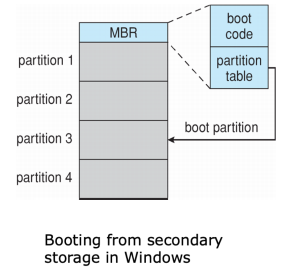 MBR
boot
code
partition
table
partition 1
partition 2
partition 3
partition 4
boot partition
Booting from secondary
storage in Windows